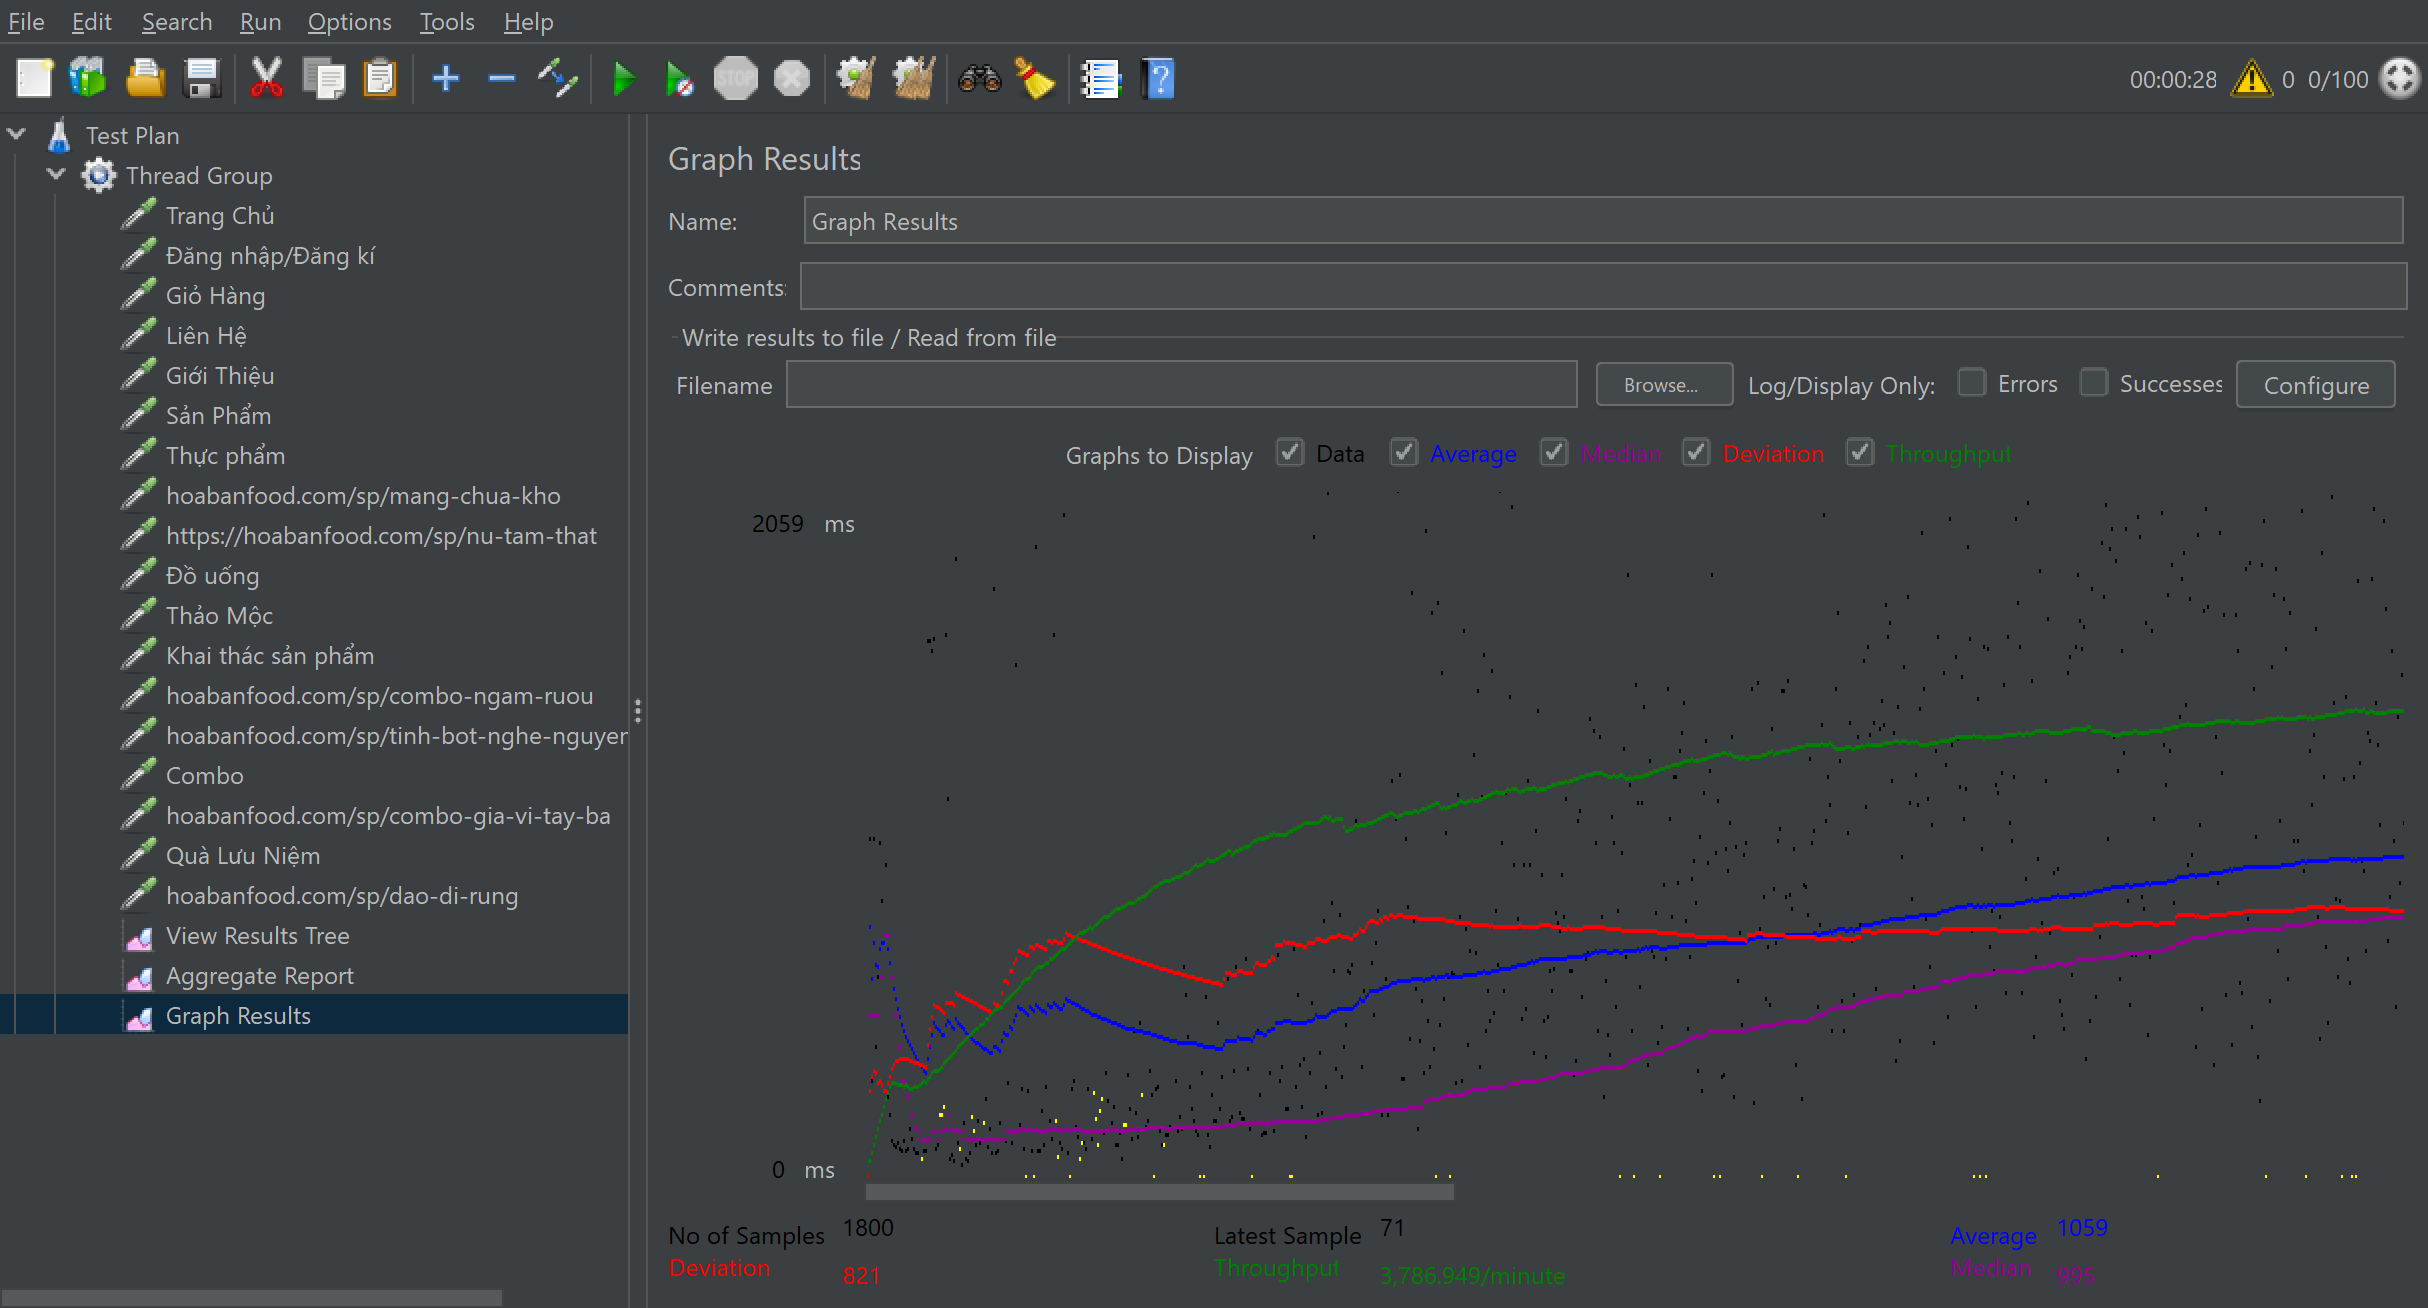 File Edit Search Run Options Tools Help
STOP
00:00:28 0 0/100
Test Plan
Thread Group
Trang Chủ
Đăng nhập/Đăng kí
Giỏ Hàng
Liên Hệ
Giới Thiệu
Sản Phẩm
Thực phẩm
hoabanfood.com/sp/mang-chua-kho
https://hoabanfood.com/sp/nu-tam-that
Đồ uống
Thảo Mộc
Khai thác sản phẩm
hoabanfood.com/sp/combo-ngam-ruou
hoabanfood.com/sp/tinh-bot-nghe-nguyer
Combo
hoabanfood.com/sp/combo-gia-vi-tay-ba
Quà Lưu Niệm
hoabanfood.com/sp/dao-di-rung
View Results Tree
Aggregate Report
Graph Results
Graph Results
Name: Graph Results
Comments:
Write results to file / Read from file
Filename Browse... Log/Display Only: Errors Successes Configure
Graphs to Display Data Average Median Deviation Throughput
2059 ms
0 ms
No of Samples 1800 Latest Sample 71 Average 1059
Deviation 821 Throughput 3,786.949/minute Median 995